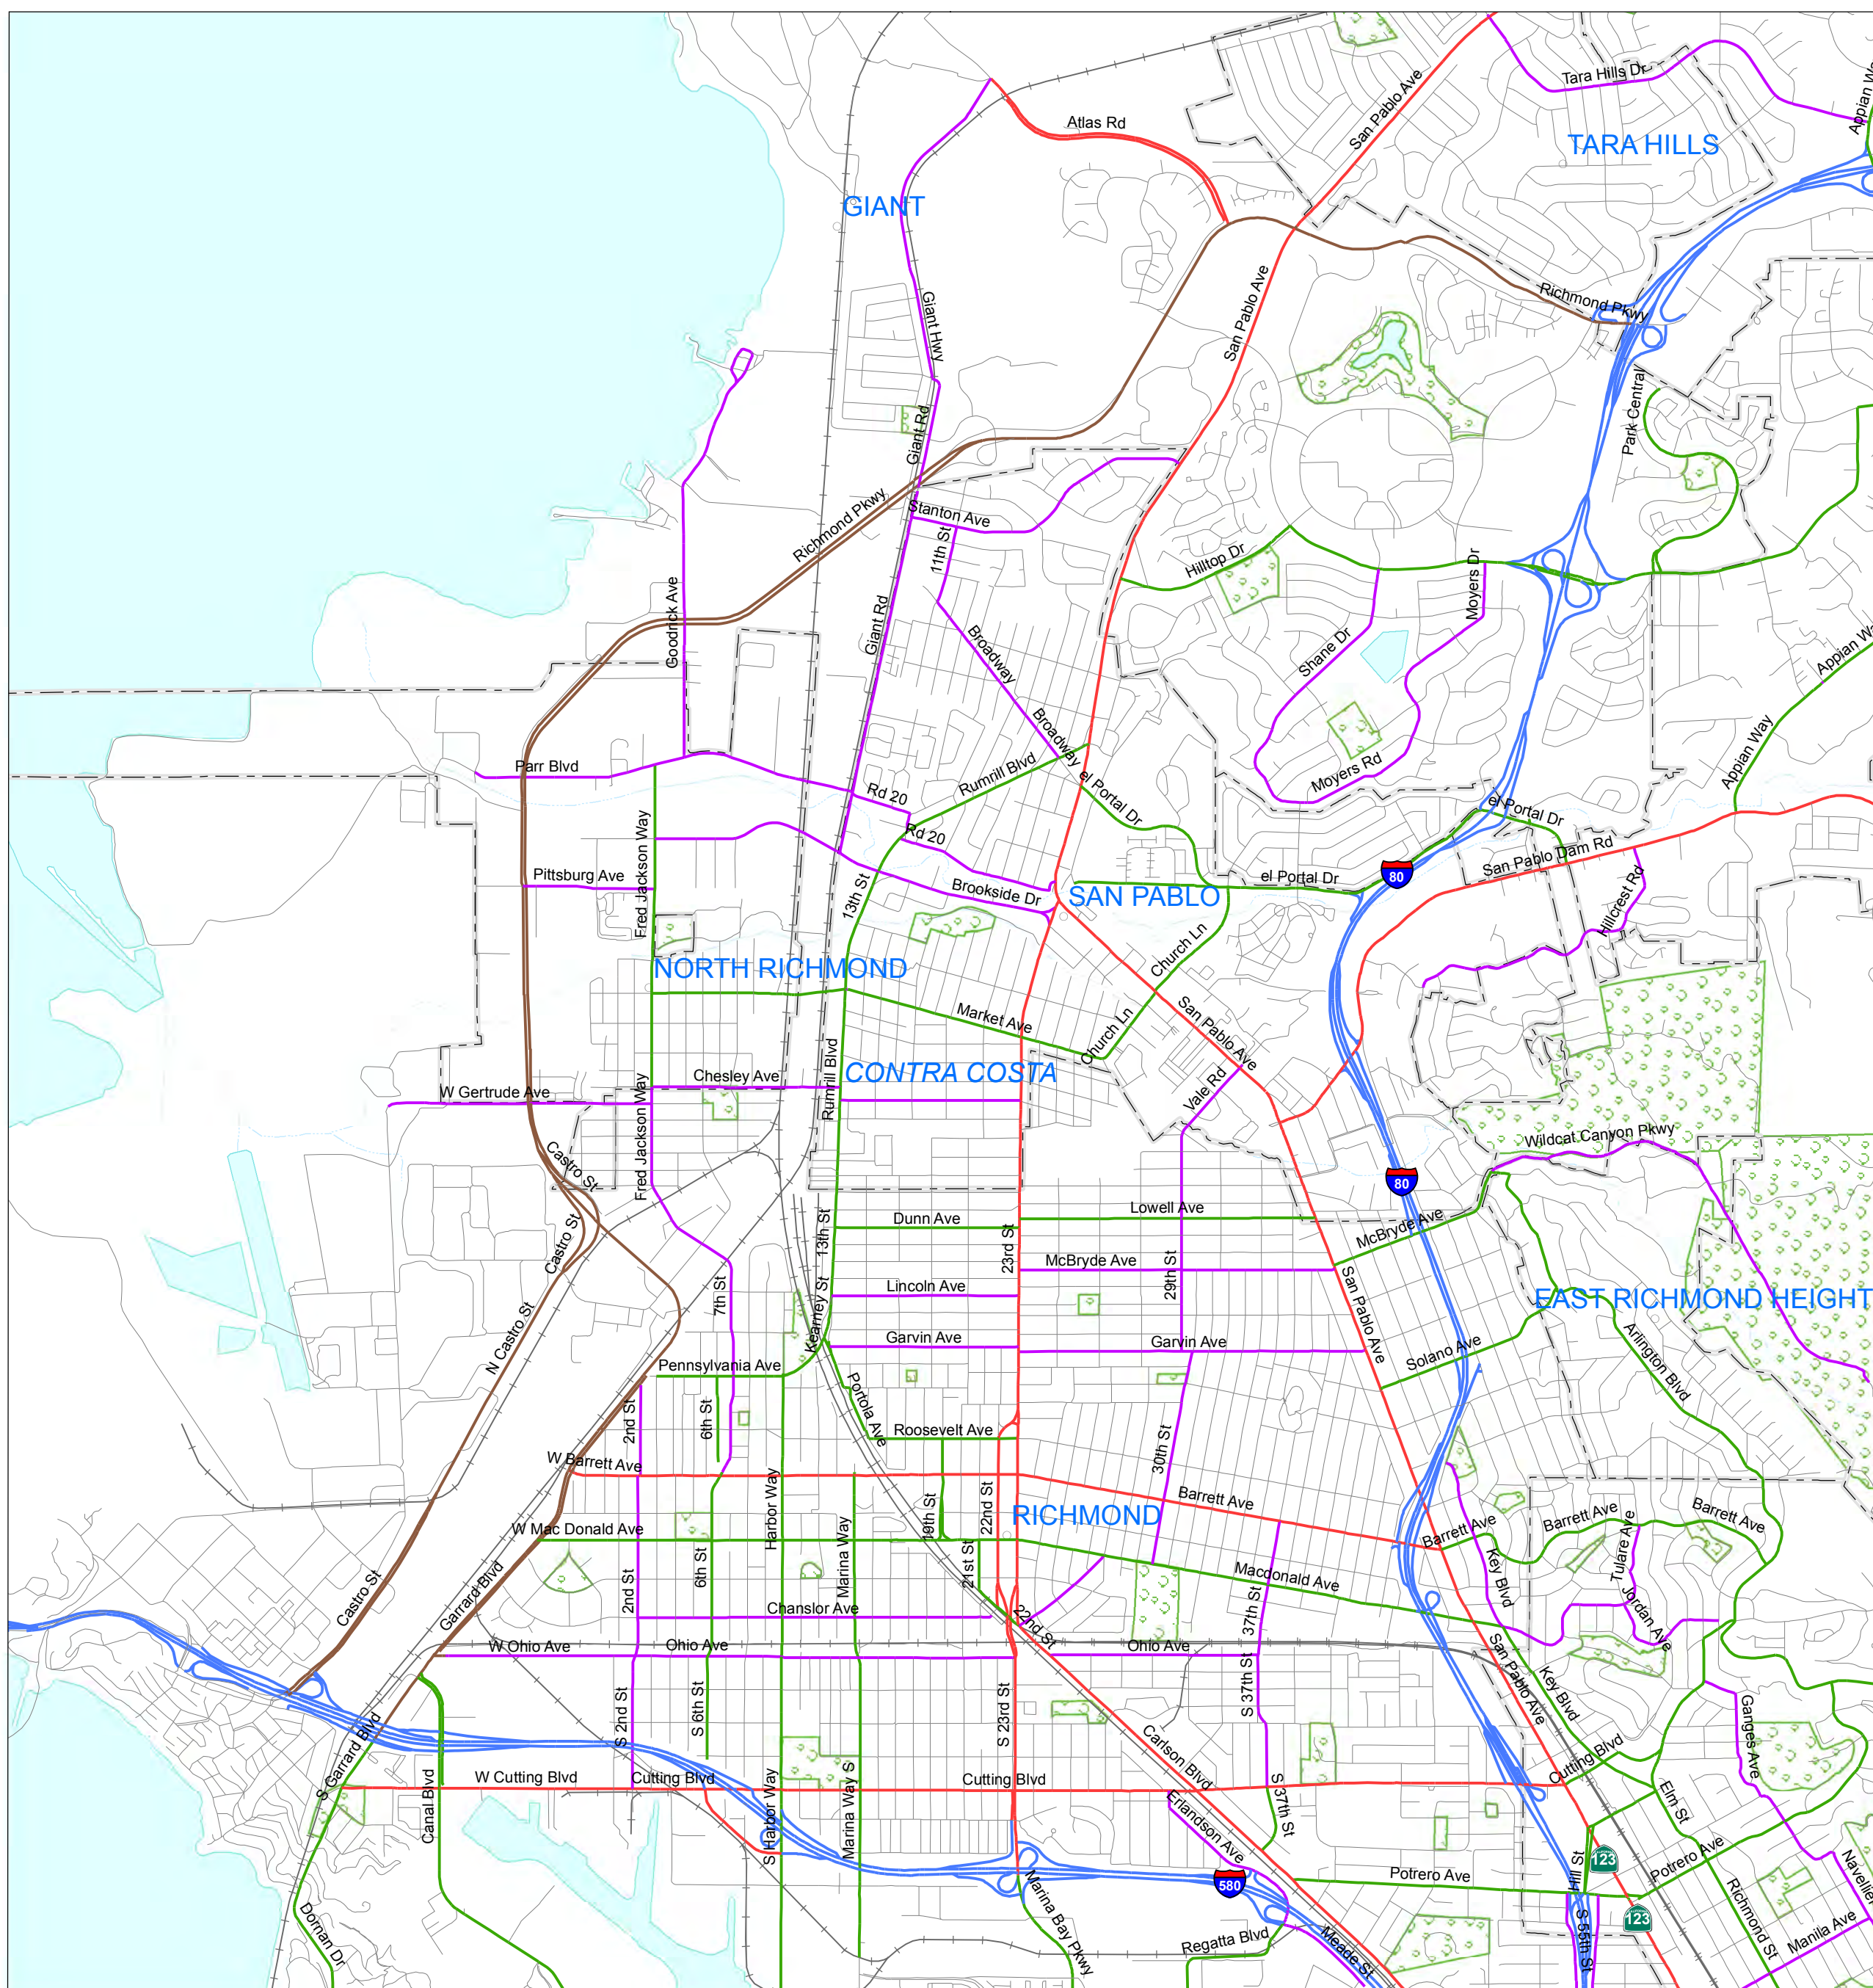 Tara Hills Dr
Appian Wa
San Pablo Ave
Atlas Rd
TARA HILLS
GIANT
San Pablo Ave
Richmond Pkwy
Giant Hwy
Park Central
Giant Rd
Richmond Pkwy
Stanton Ave
11th St
Hilltop Dr
Moyers Dr
Goodrick Ave
Giant Rd
Shane Dr
Broadway
Appian Wa
Broadway
Appian Way
Parr Blvd
Rumrill Blvd
Moyers Rd
Rd 20
el Portal Dr
el Portal Dr
Fred Jackson Way
Rd 20
San Pablo Dam Rd
Pittsburg Ave
80
el Portal Dr
13th St
Brookside Dr
SAN PABLO
Hillcrest Rd
NORTH RICHMOND
Church Ln
Market Ave
San Pablo Ave
Church Ln
CONTRA COSTA
Chesley Ave
Rumrill Blvd
W Gertrude Ave
Fred Jackson Way
Vale Rd
Wildcat Canyon Pkwy
Castro St
80
Castro St
13th St
Dunn Ave
Lowell Ave
McBryde Ave
23rd St
McBryde Ave
29th St
7th St
Lincoln Ave
Kearney St
San Pablo Ave
EAST RICHMOND HEIGHT
N Castro St
Garvin Ave
Garvin Ave
Solano Ave
Arlington Blvd
Pennsylvania Ave
Portola Ave
2nd St
6th St
Roosevelt Ave
30th St
W Barrett Ave
Barrett Ave
Harbor Way
19th St
22nd St
RICHMOND
Barrett Ave
Barrett Ave
Barrett Ave
W Mac Donald Ave
Marina Way
Tulare Ave
2nd St
6th St
21st St
Macdonald Ave
Key Blvd
Castro St
Garrard Blvd
Chanslor Ave
22nd St
37th St
Jordan Ave
W Ohio Ave
Ohio Ave
Ohio Ave
San Pablo Ave
Key Blvd
S 2nd St
S 6th St
S 23rd St
S 37th St
Ganges Ave
S Garrard Blvd
Carlson Blvd
W Cutting Blvd
Cutting Blvd
Cutting Blvd
Cutting Blvd
Canal Blvd
S Harbor Way
Marina Way S
Erlandson Ave
S 37th St
Elm St
123
Potrero Ave
Hill St
Potrero Ave
580
Navellier
Dornan Dr
Marina Bay Pkwy
Regatta Blvd
Meade St
123
S 55th St
Richmond St
Manila Ave